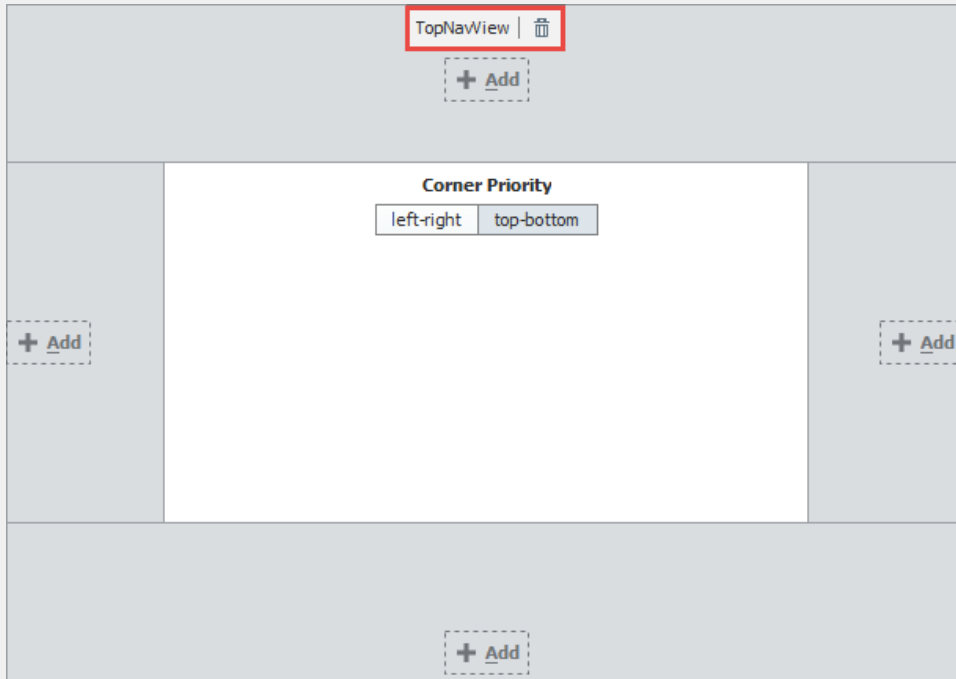 TopNavView
Add
Corner Priority
left-right top-bottom
Add
Add
Add